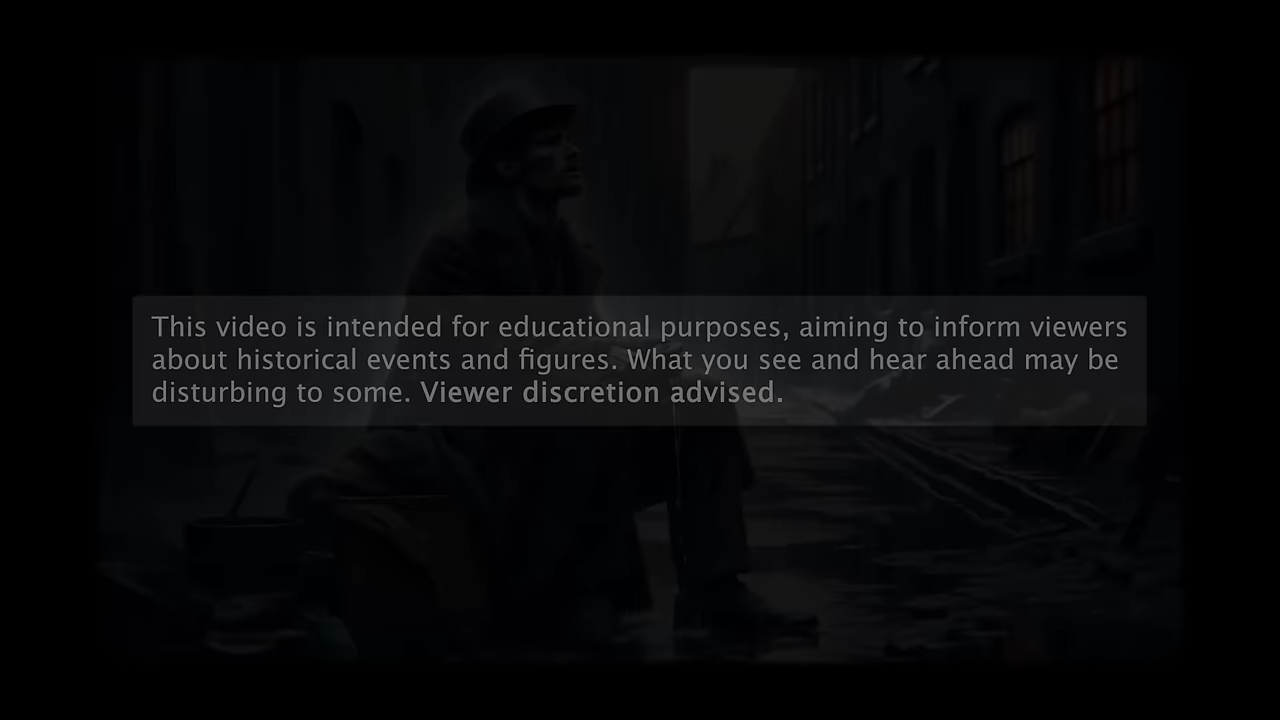 This video is intended for educational purposes, aiming to inform viewers
about historical events and figures. What you see and hear ahead may be
disturbing to some. Viewer discretion advised.